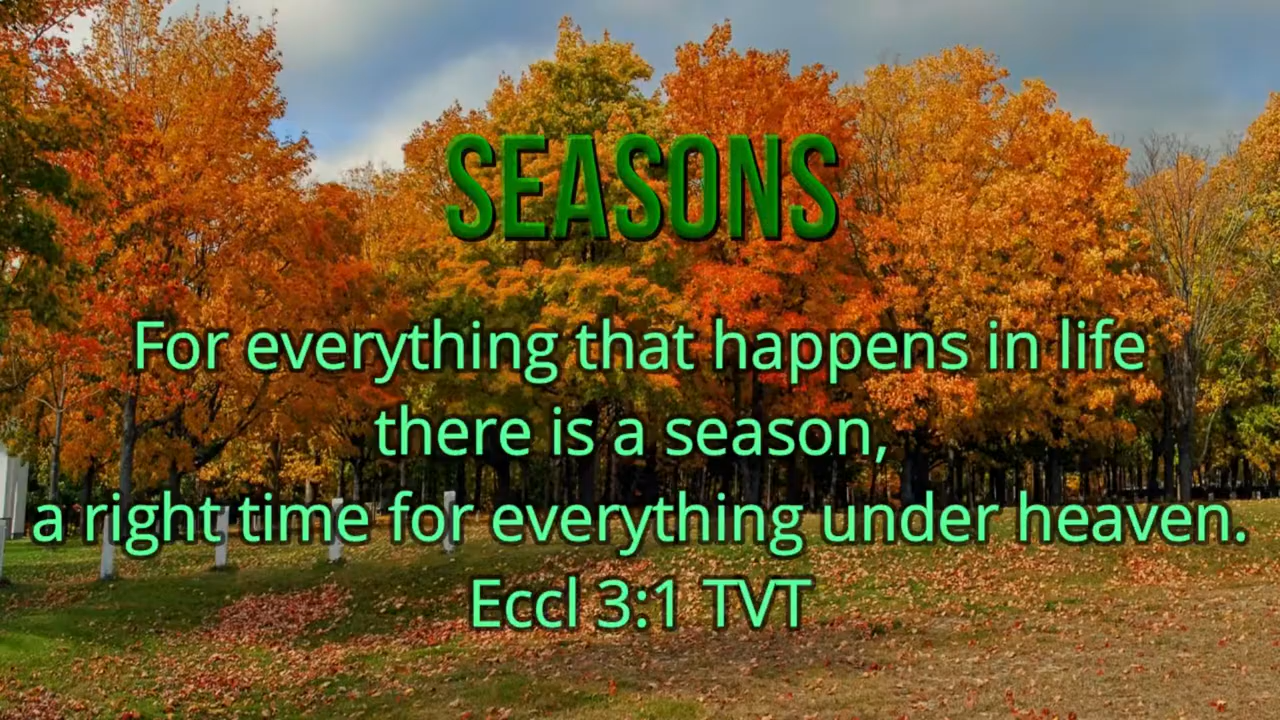 SEASONS
For everything that happens in life
there is a season,
a right time for everything under heaven.
Eccl 3:1 TVT